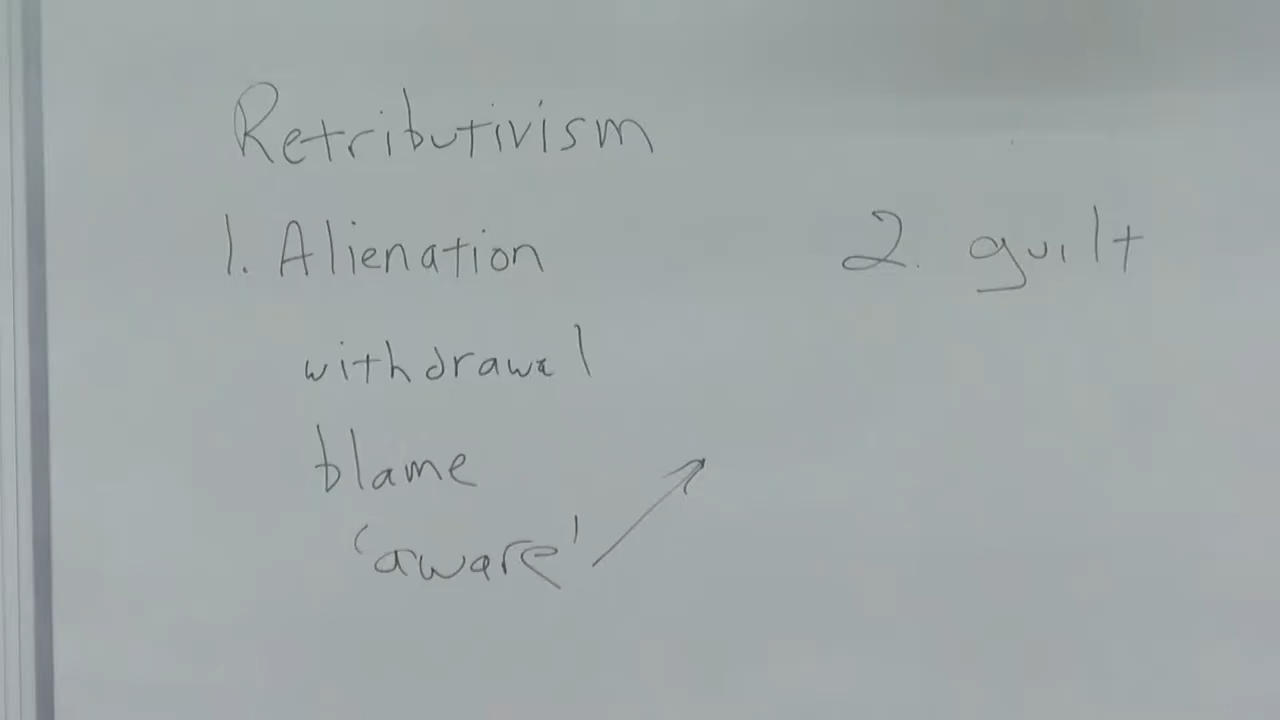 Retributivism
1. Alienation
2. guilt
withdrawal
blame
'aware'